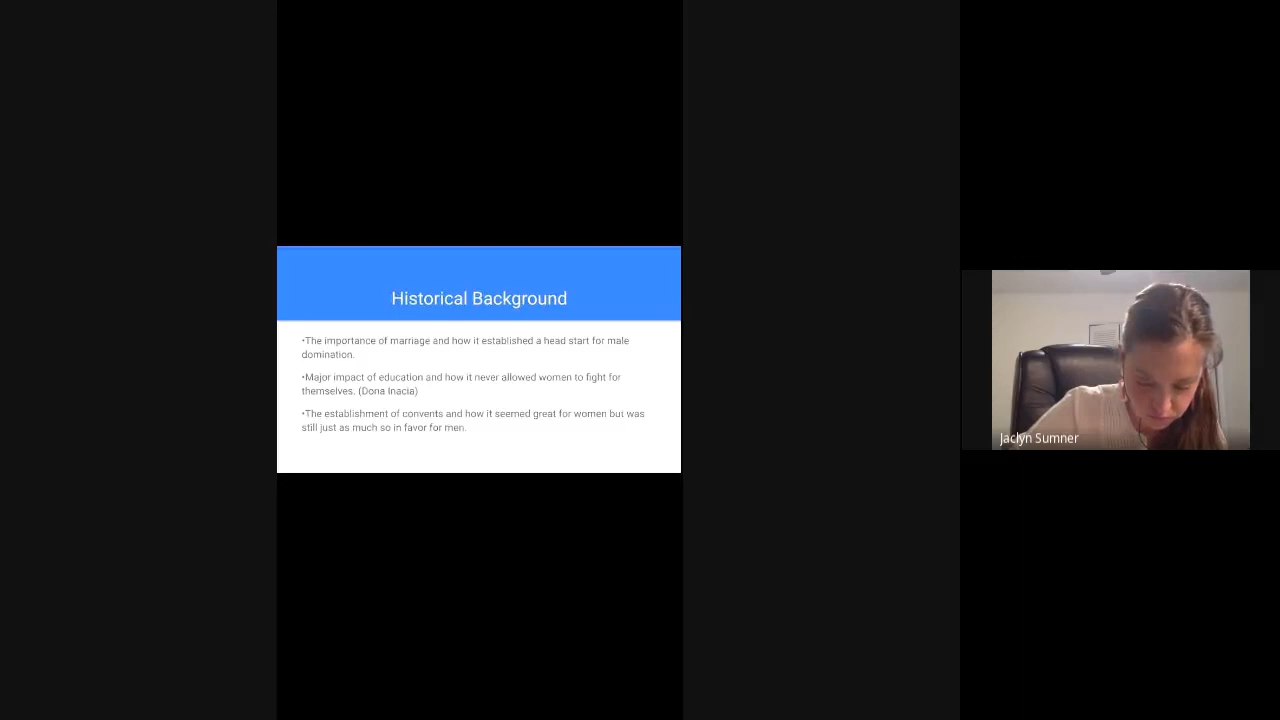 Historical Background
•The importance of marriage and how it established a head start for male
domination.
•Major impact of education and how it never allowed women to fight for
themselves. (Dona Inacia)
•The establishment of convents and how it seemed great for women but was
still just as much so in favor for men.
Jaclyn Sumner